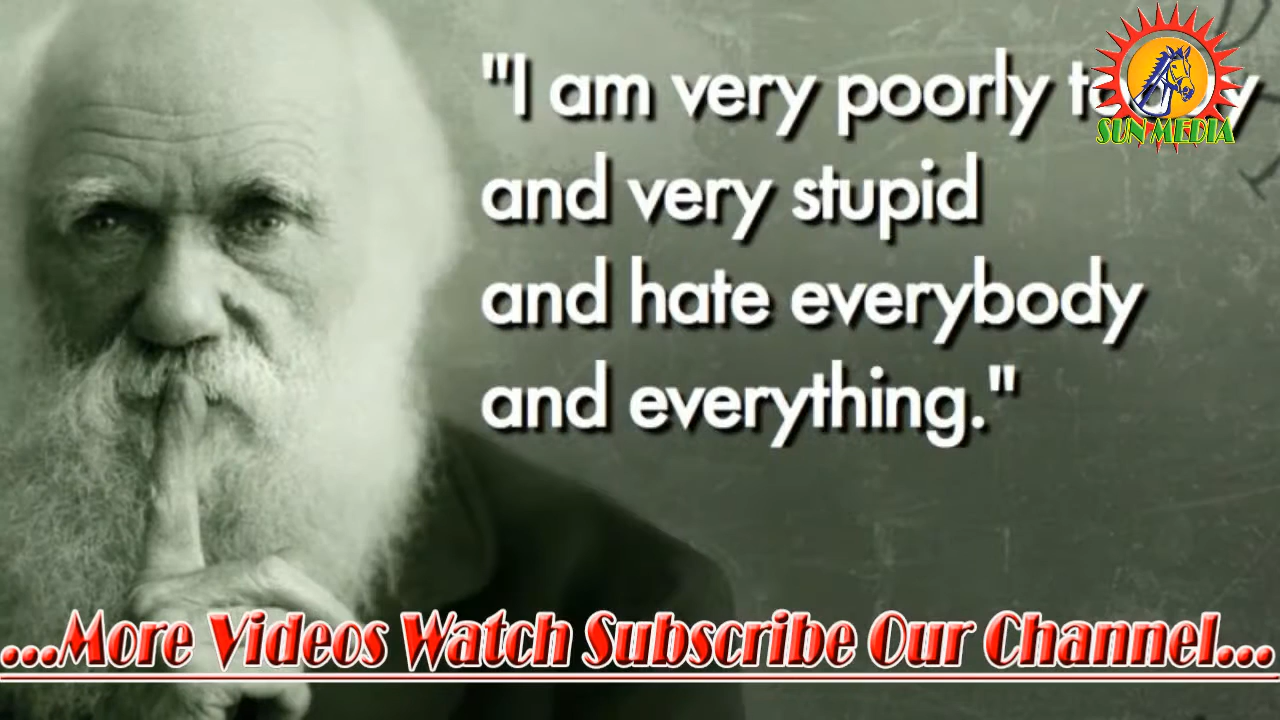 "I am very poorly
and very stupid
and hate everybody
and everything."
SUN MEDIA
...More Videos Watch Subscribe Our Channel...